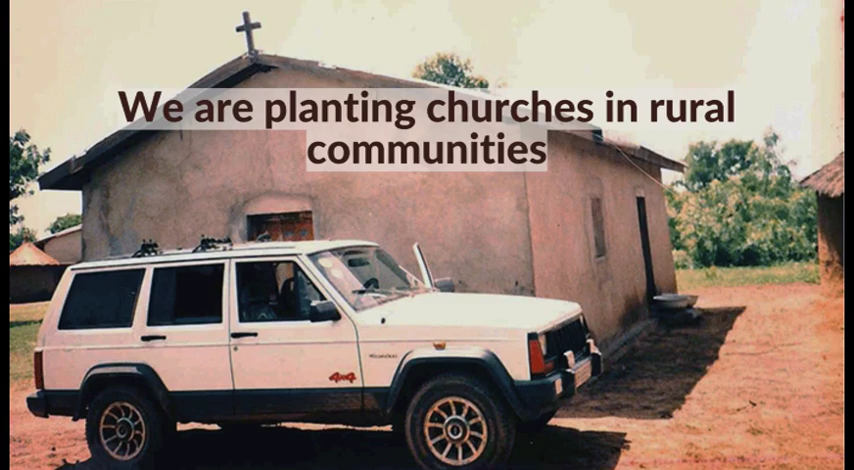 We are planting churches in rural
communities
4x4